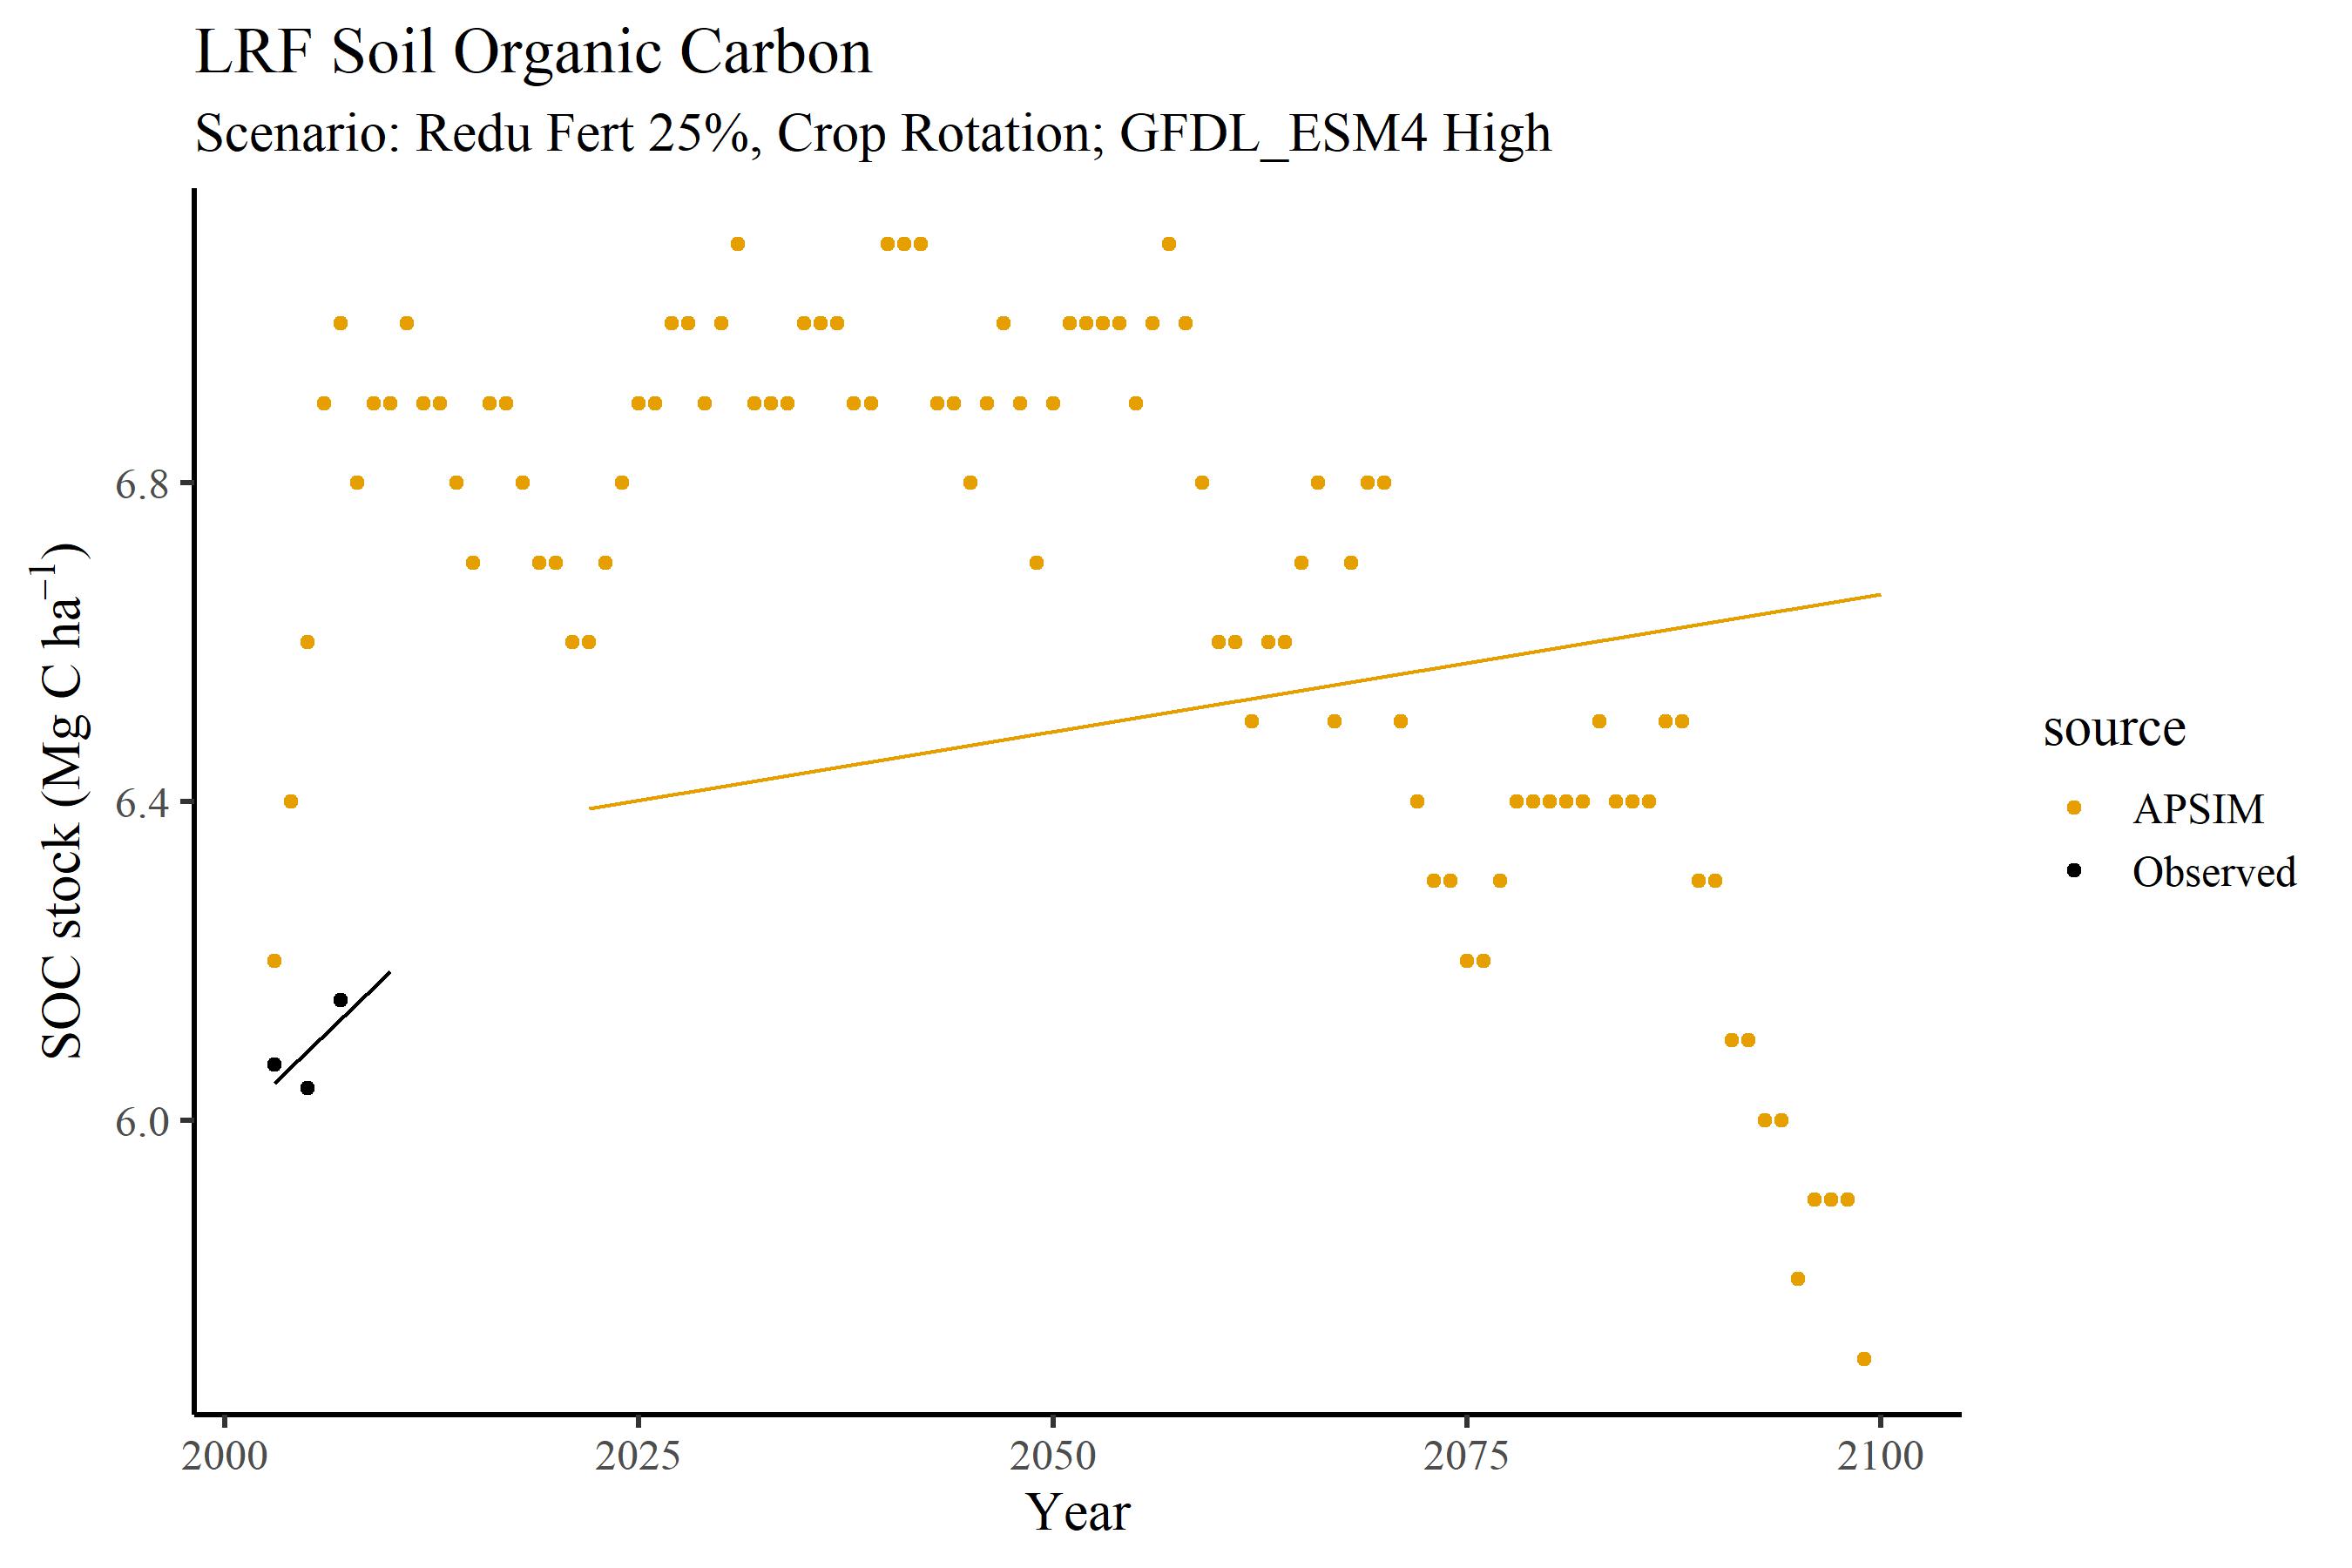 LRF Soil Organic Carbon
Scenario: Redu Fert 25%, Crop Rotation; GFDL_ESM4 High
SOC stock (Mg C ha⁻¹)
6.8
6.4
6.0
2000 2025 2050 2075 2100
Year
source
APSIM
Observed